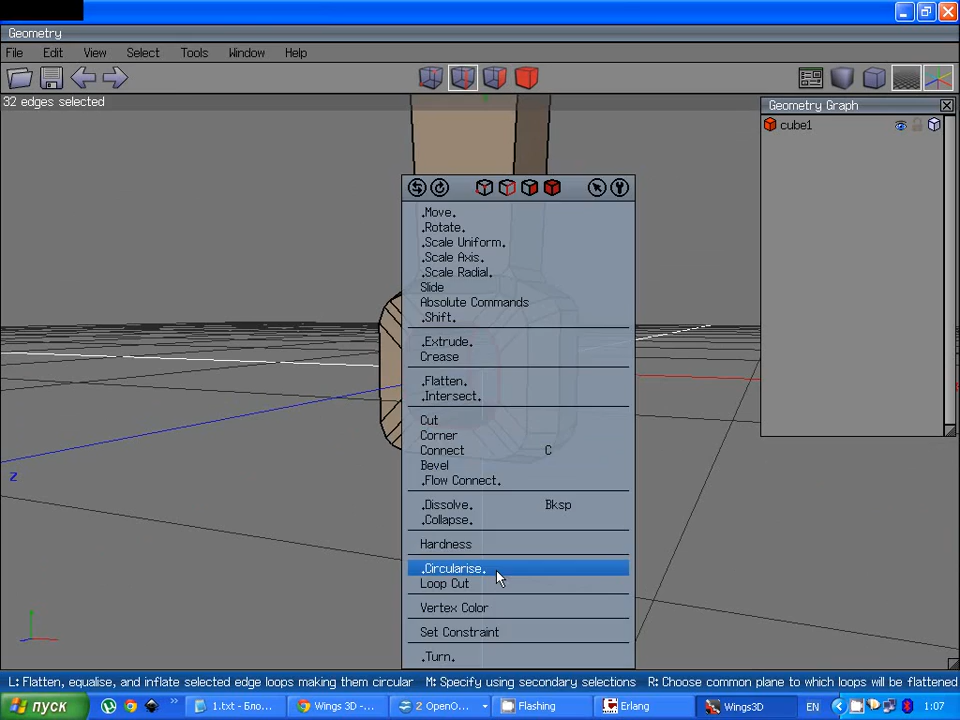 Geometry
File Edit View Select Tools Window Help
32 edges selected
Geometry Graph
cube1
.Move.
.Rotate.
.Scale Uniform.
.Scale Axis.
.Scale Radial.
Slide
Absolute Commands
.Shift.
.Extrude.
Crease
.Flatten.
.Intersect.
Cut
Corner
Connect C
Bevel
.Flow Connect.
.Dissolve. Bksp
.Collapse.
Hardness
.Circularise.
Loop Cut
Vertex Color
Set Constraint
.Turn.
Z
L: Flatten, equalise, and inflate selected edge loops making them circular M: Specify using secondary selections R: Choose common plane to which loops will be flattened
пуск 1.txt - Бло... Wings 3D -... 2 OpenO... Flashing Erlang Wings3D EN 1:07